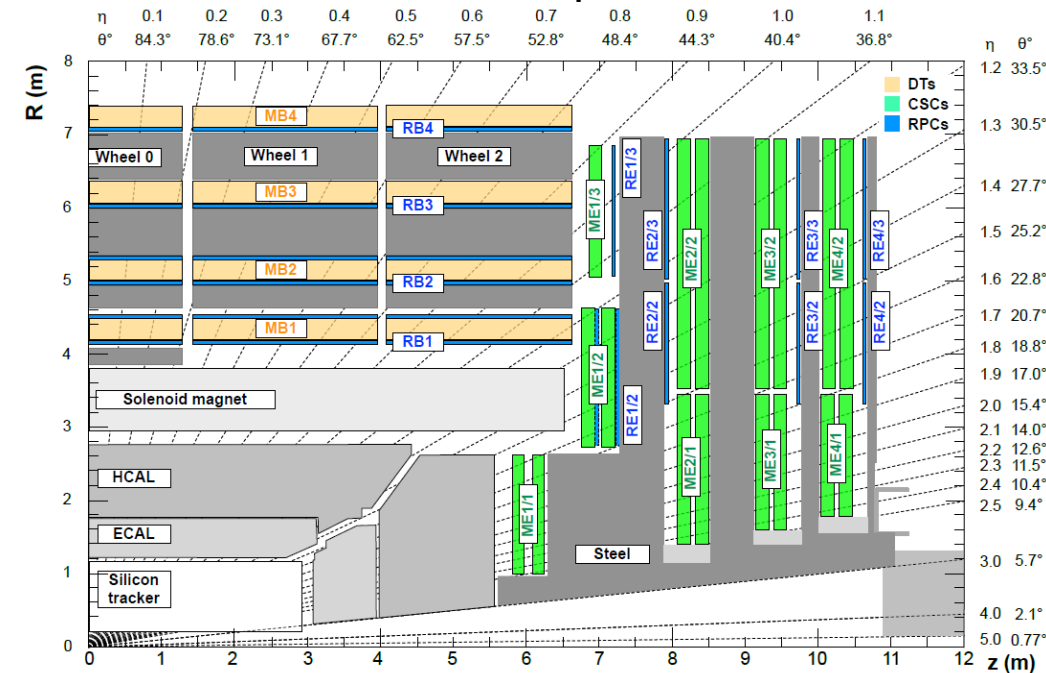 η 0.1 0.2 0.3 0.4 0.5 0.6 0.7 0.8 0.9 1.0 1.1
θ° 84.3° 78.6° 73.1° 67.7° 62.5° 57.5° 52.8° 48.4° 44.3° 40.4° 36.8° η θ°
R (m)
8
7
6
5
4
3
2
1
0
1.2 33.5°
1.3 30.5°
1.4 27.7°
1.5 25.2°
1.6 22.8°
1.7 20.7°
1.8 18.8°
1.9 17.0°
2.0 15.4°
2.1 14.0°
2.2 12.6°
2.3 11.5°
2.4 10.4°
2.5 9.4°
3.0 5.7°
4.0 2.1°
5.0 0.77°
DTs
CSCs
RPCs
MB4
RB4
Wheel 0 Wheel 1 Wheel 2
MB3
RB3
MB2
RB2
MB1
RB1
Solenoid magnet
HCAL
ECAL
Silicon
tracker
Steel
ME1/3
RE1/3
ME1/2
RE1/2
ME1/1
RE2/3
RE2/2
ME2/2
ME2/1
ME3/2
ME3/1
RE3/3
RE3/2
ME4/2
ME4/1
RE4/3
RE4/2
0 1 2 3 4 5 6 7 8 9 10 11 12
z (m)